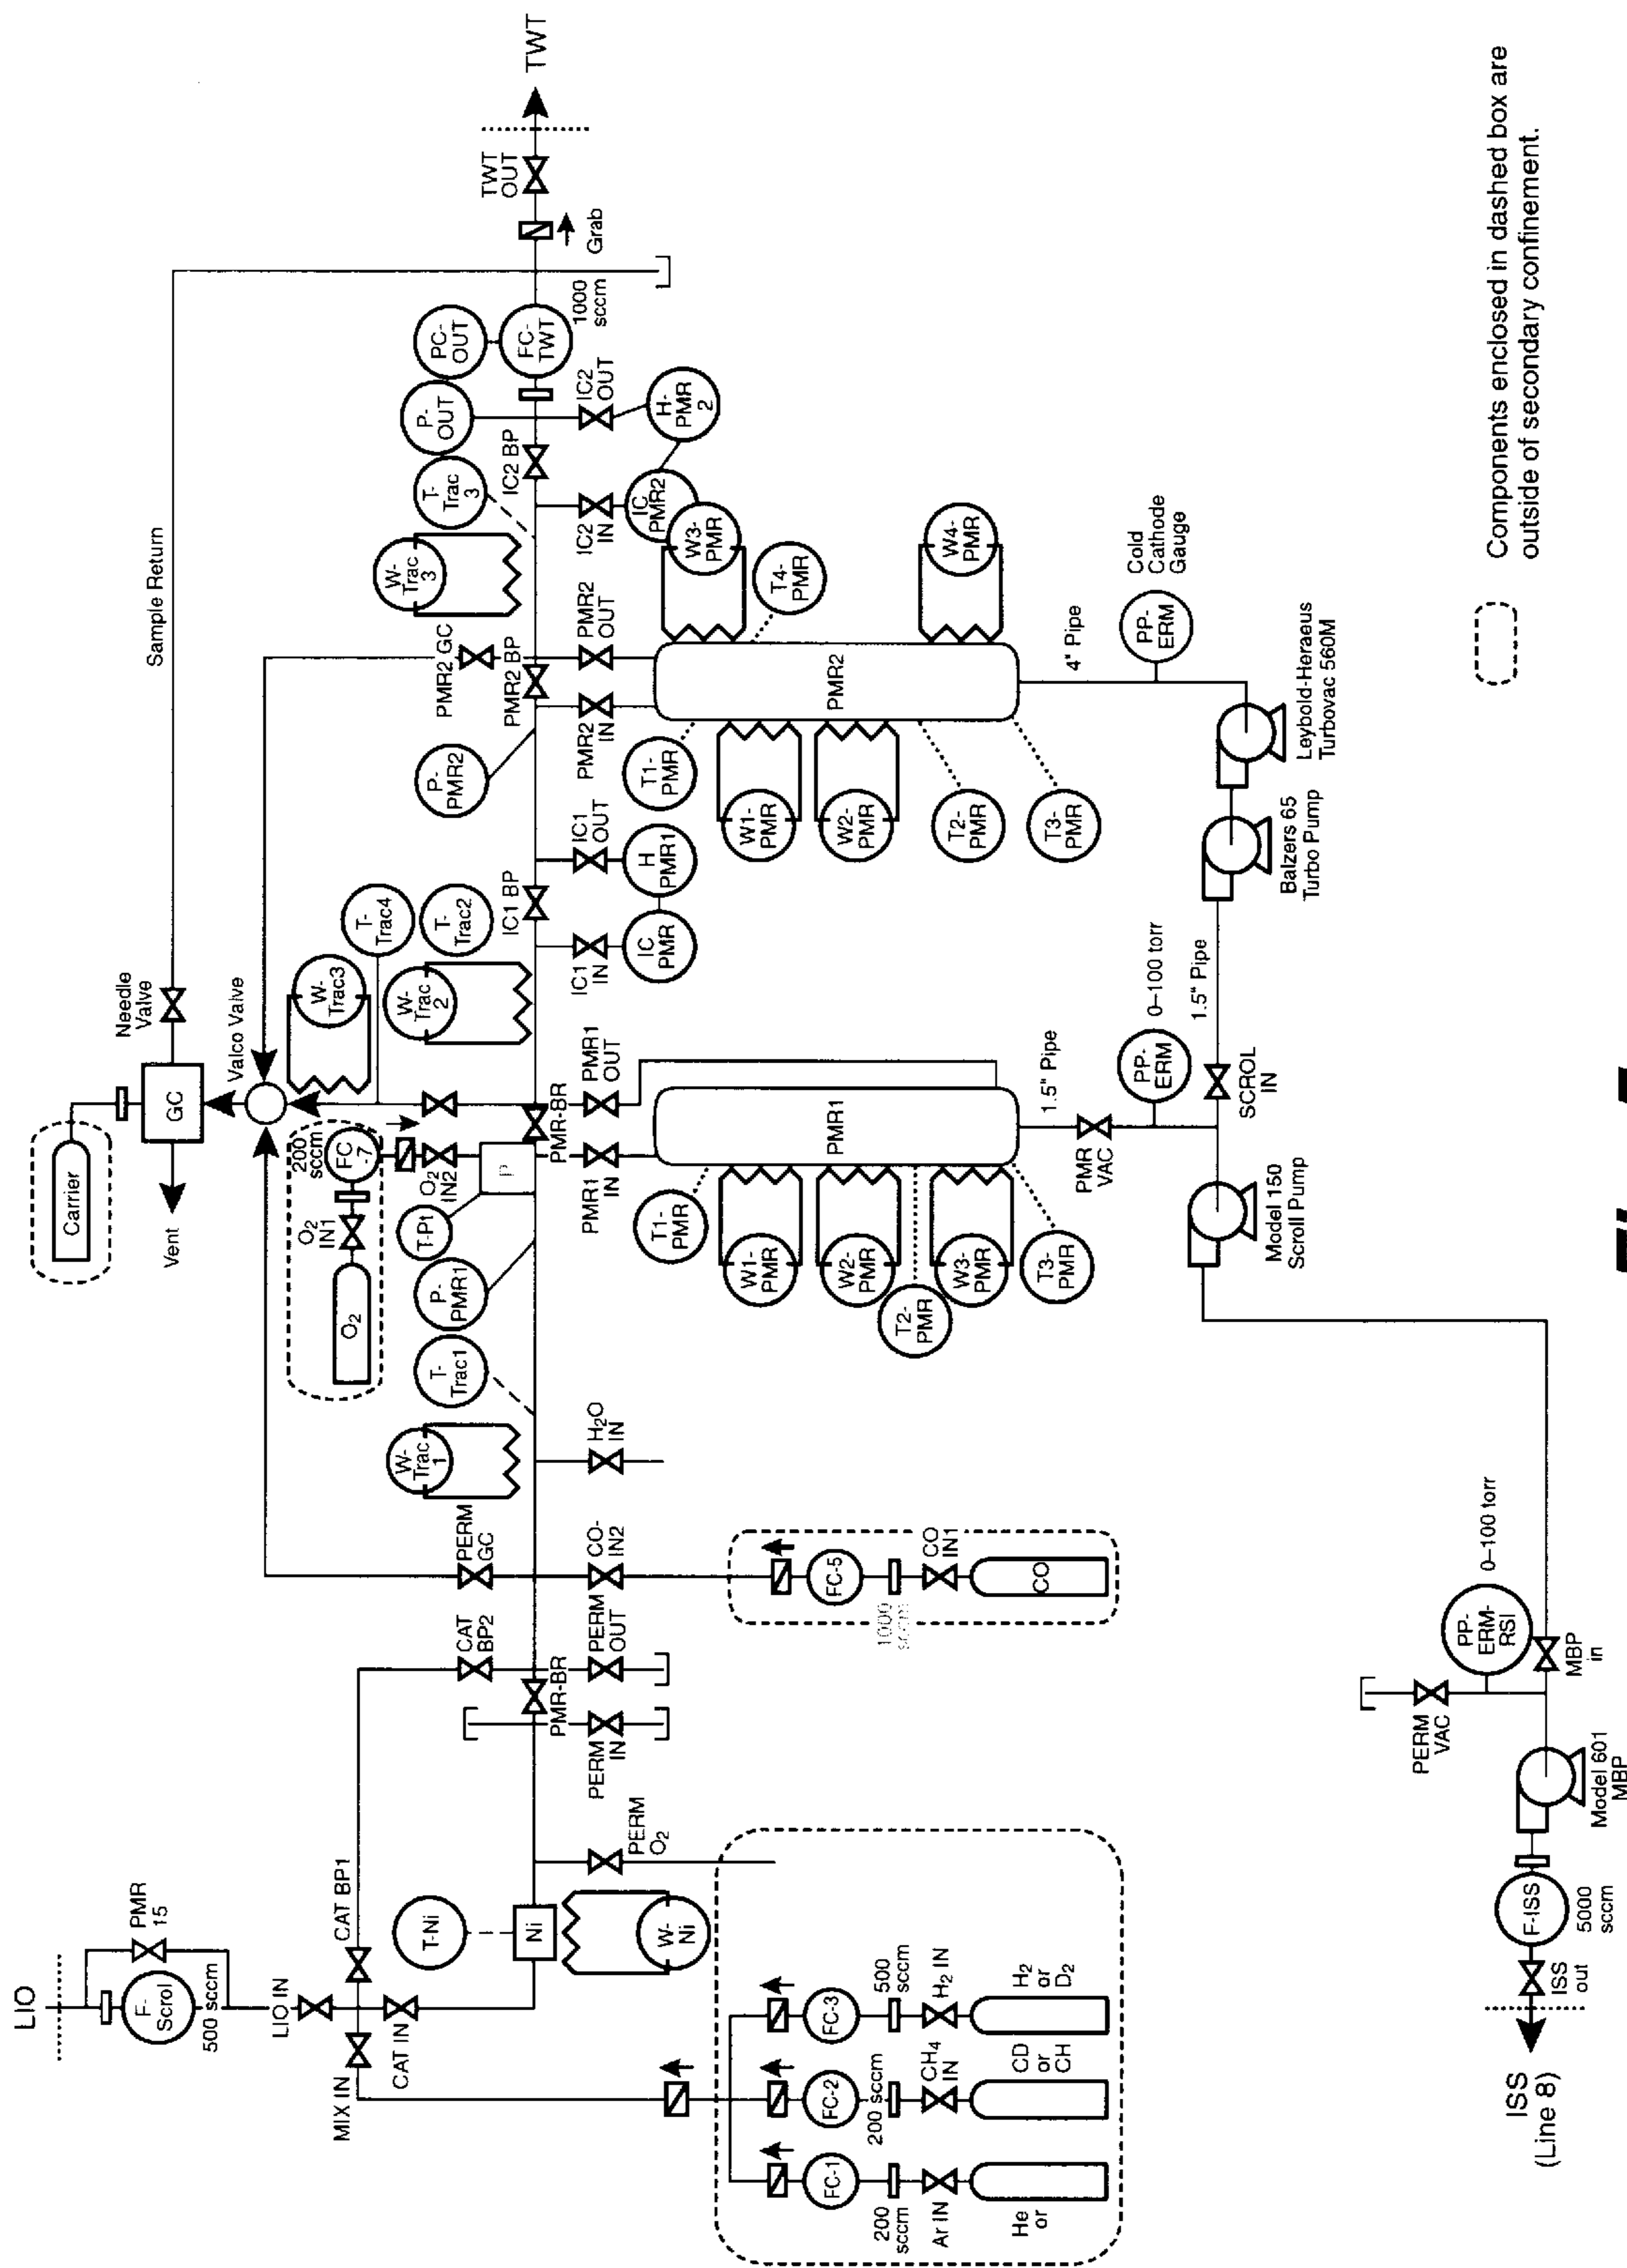 LIO
F-
Scrol
500 sccm
PMR
15
LIO IN
CAT BP1
MIX IN
CAT IN
T-Ni
Ni
W-
Ni
PERM
O2
FC-1
FC-2
FC-3
200
sccm
200 sccm
500
sccm
Ar IN
CH4
IN
H2 IN
He
or
CD
or
CH
H2
or
D2
CAT
BP2
PERM
GC
PMR-BR
PERM
IN
PERM
OUT
CO-
IN2
FC-5
1000
sccm
CO
IN1
CO
W-
Trac
1
T-
Trac1
H2O
IN
P-
PMR1
T-Pt
P
O2
O2
IN1
200
sccm
FC
-7
O2
IN2
Carrier
Vent
GC
Needle
Valve
Valco Valve
Sample Return
W-
Trac3
T-
Trac4
W-
Trac
2
T-
Trac2
PMR-BR
PMR1
IN
PMR1
OUT
PMR1
T1-
PMR
W1-
PMR
W2-
PMR
T2-
PMR
W3-
PMR
T3-
PMR
IC1 BP
IC1
IN
IC1
OUT
IC
PMR
H
PMR1
P-
PMR2
PMR2 GC
PMR2 BP
PMR2
IN
PMR2
OUT
PMR2
T1-
PMR
W1-
PMR
W2-
PMR
T2-
PMR
T3-
PMR
W3-
PMR
T4-
PMR
W4-
PMR
W-
Trac
3
T-
Trac
3
IC2 BP
IC2
IN
IC2
OUT
IC
PMR2
H-
PMR
2
P-
OUT
PC-
OUT
FC-
TWT
1000
sccm
Grab
TWT
OUT
TWT
1.5" Pipe
PMR
VAC
PP-
ERM
0–100 torr
SCROL
IN
1.5" Pipe
Model 150
Scroll Pump
Balzers 65
Turbo Pump
Leybold-Heraeus
Turbovac 560M
4" Pipe
PP-
ERM
Cold
Cathode
Gauge
PERM
VAC
PP-
ERM-
RSI
0–100 torr
MBP
in
Model 601
MBP
F-ISS
5000
sccm
ISS
out
ISS
(Line 8)
Components enclosed in dashed box are
outside of secondary confinement.